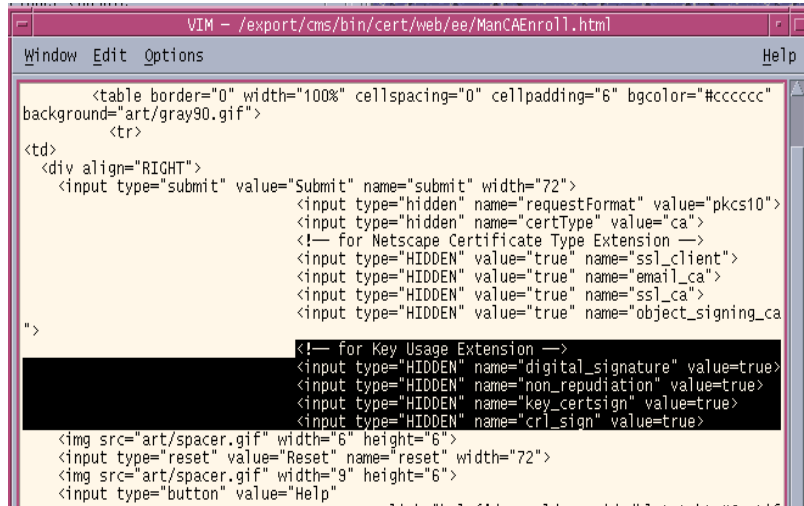 VIM - /export/cms/bin/cert/web/ee/ManCAEnroll.html
Window Edit Options Help
<table border="0" width="100%" cellspacing="0" cellpadding="6" bgcolor="#cccccc"
background="art/gray90.gif">
<tr>
<td>
<div align="RIGHT">
<input type="submit" value="Submit" name="submit" width="72">
<input type="hidden" name="requestFormat" value="pkcs10">
<input type="hidden" name="certType" value="ca">
<!-- for Netscape Certificate Type Extension -->
<input type="HIDDEN" value="true" name="ssl_client">
<input type="HIDDEN" value="true" name="email_ca">
<input type="HIDDEN" value="true" name="ssl_ca">
<input type="HIDDEN" value="true" name="object_signing_ca
">
<!-- for Key Usage Extension -->
<input type="HIDDEN" name="digital_signature" value=true>
<input type="HIDDEN" name="non_repudiation" value=true>
<input type="HIDDEN" name="key_certsign" value=true>
<input type="HIDDEN" name="crl_sign" value=true>
<img src="art/spacer.gif" width="6" height="6">
<input type="reset" value="Reset" name="reset" width="72">
<img src="art/spacer.gif" width="9" height="6">
<input type="button" value="Help"